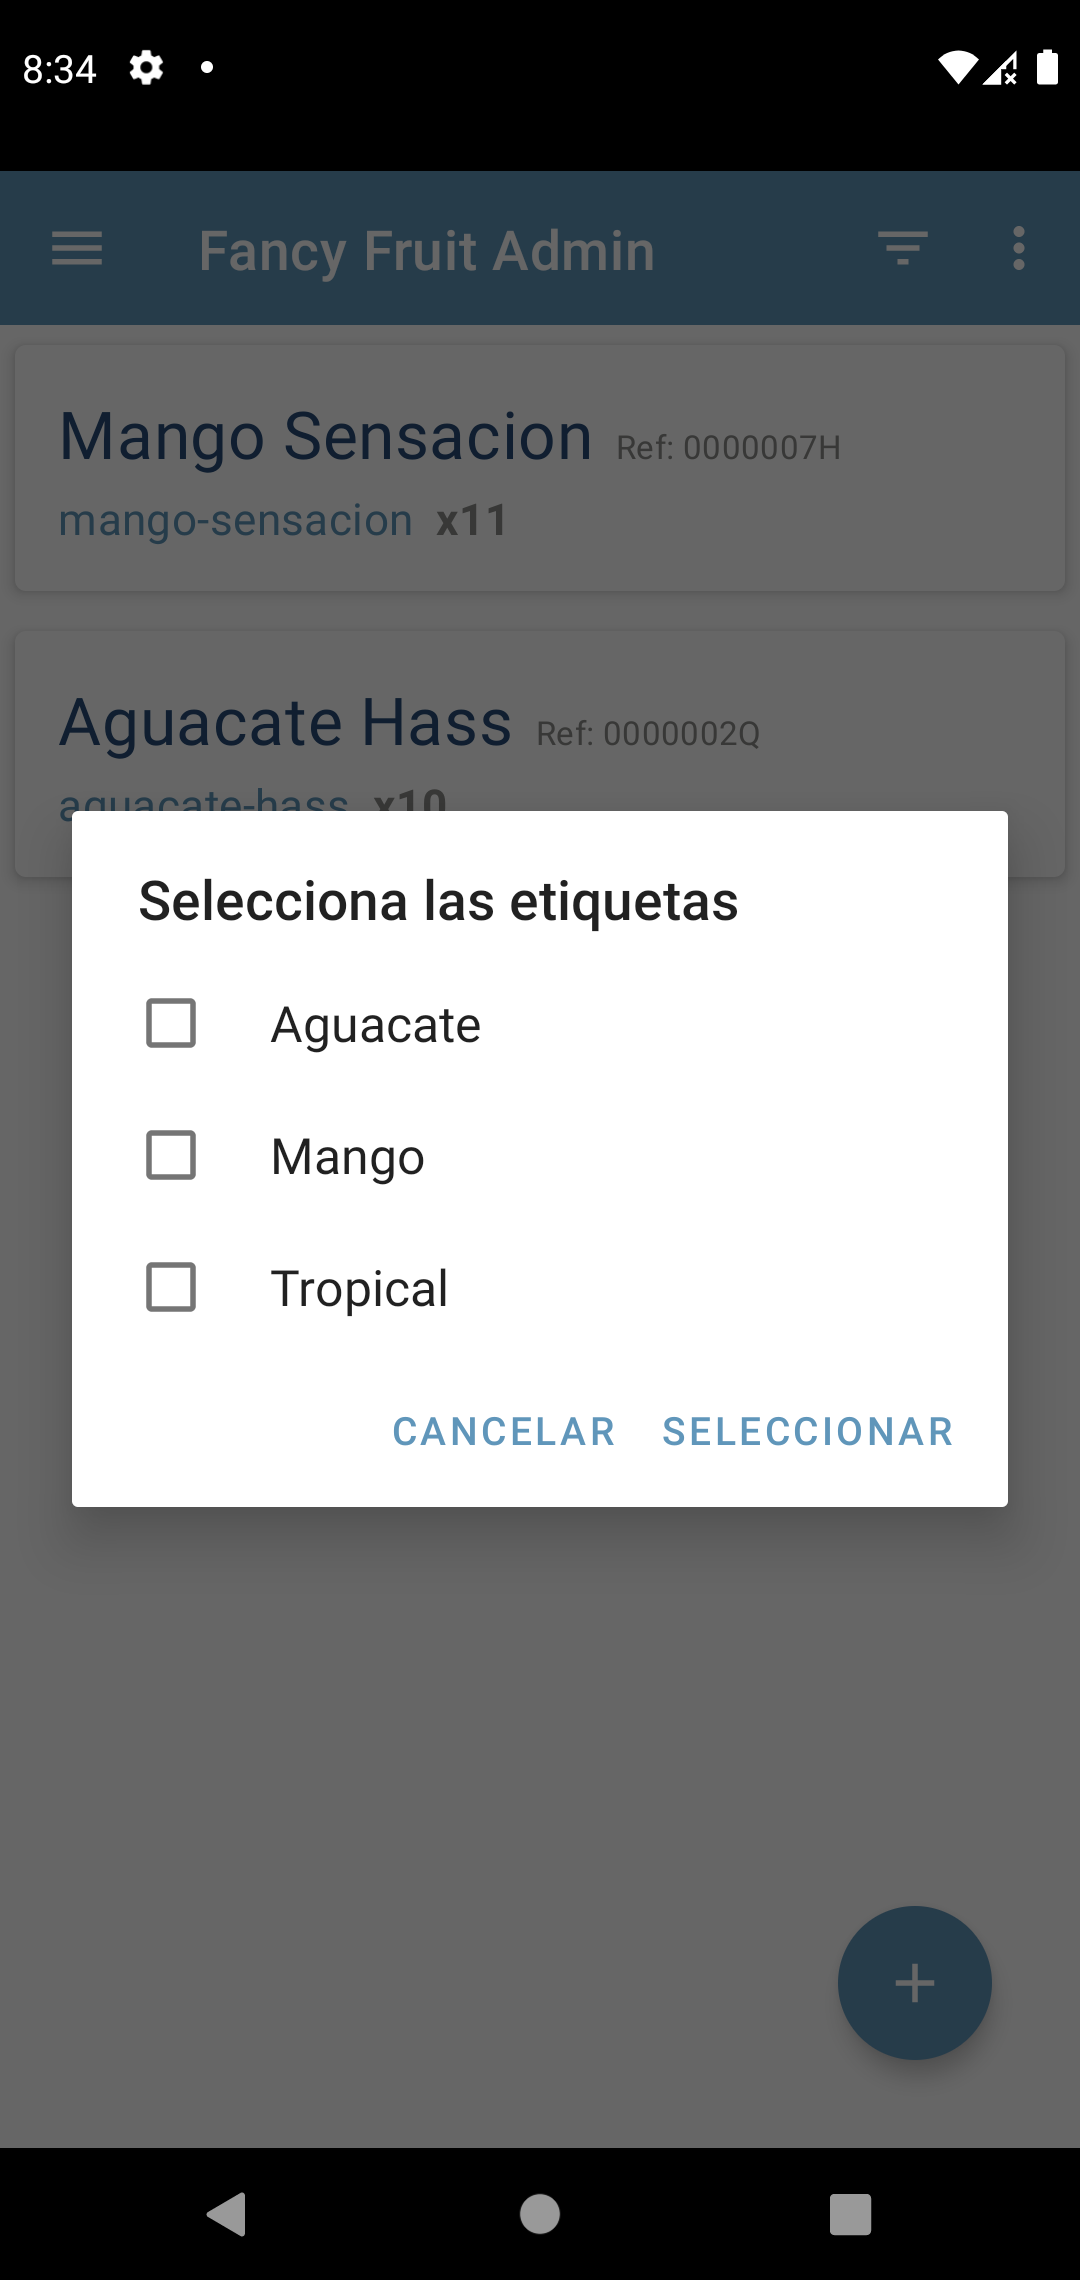 8:34
Fancy Fruit Admin
Mango Sensacion Ref: 0000007H
mango-sensacion x11
Aguacate Hass Ref: 0000002Q
aguacate-hass x10
Selecciona las etiquetas
Aguacate
Mango
Tropical
CANCELAR SELECCIONAR